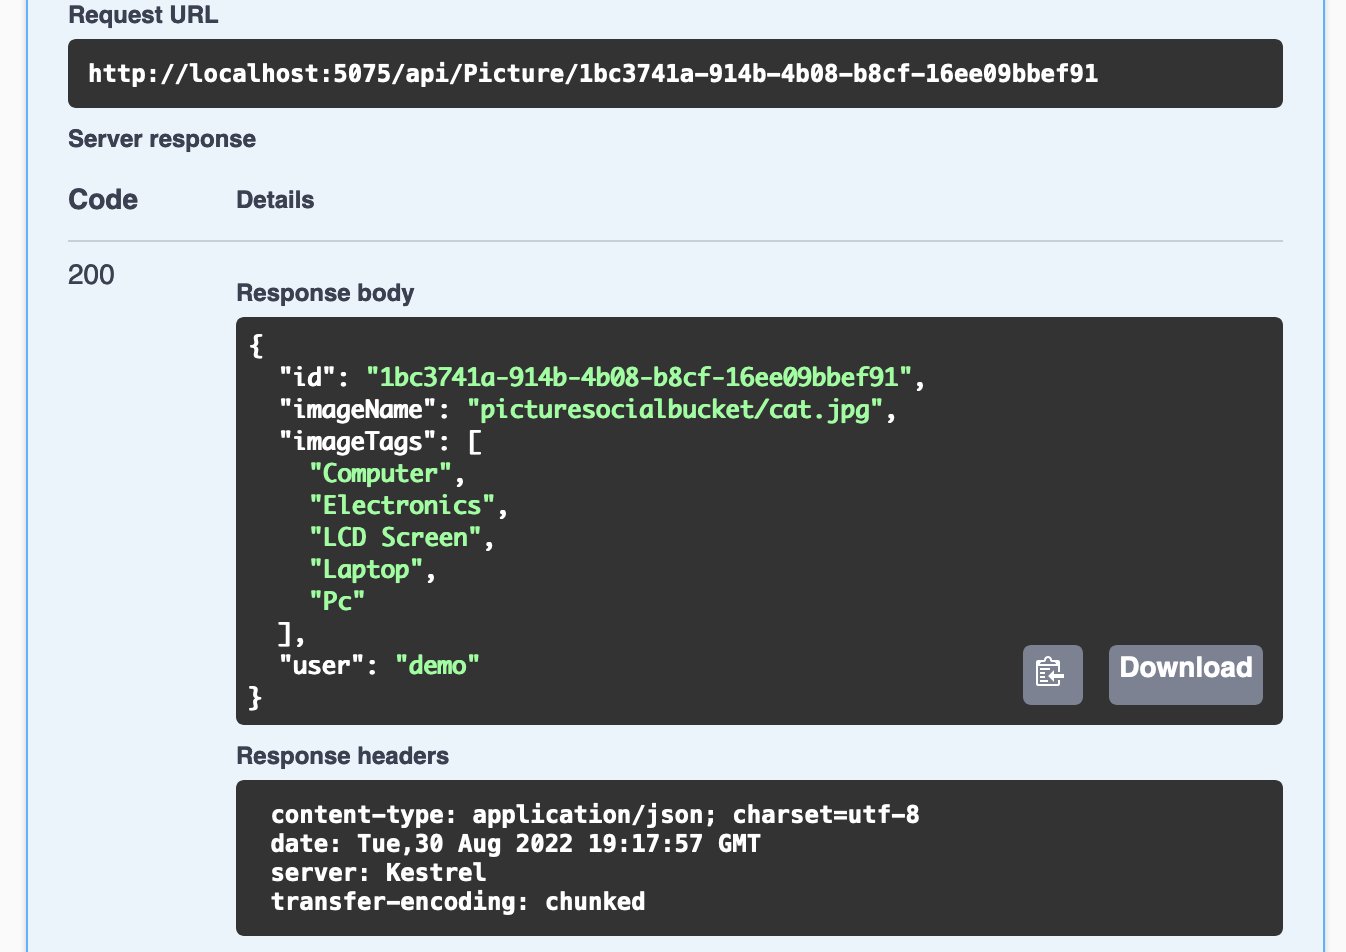 Request URL
http://localhost:5075/api/Picture/1bc3741a-914b-4b08-b8cf-16ee09bbef91
Server response
Code Details
200
Response body
{
  "id": "1bc3741a-914b-4b08-b8cf-16ee09bbef91",
  "imageName": "picturesocialbucket/cat.jpg",
  "imageTags": [
    "Computer",
    "Electronics",
    "LCD Screen",
    "Laptop",
    "Pc"
  ],
  "user": "demo"
}
Download
Response headers
content-type: application/json; charset=utf-8
date: Tue,30 Aug 2022 19:17:57 GMT
server: Kestrel
transfer-encoding: chunked